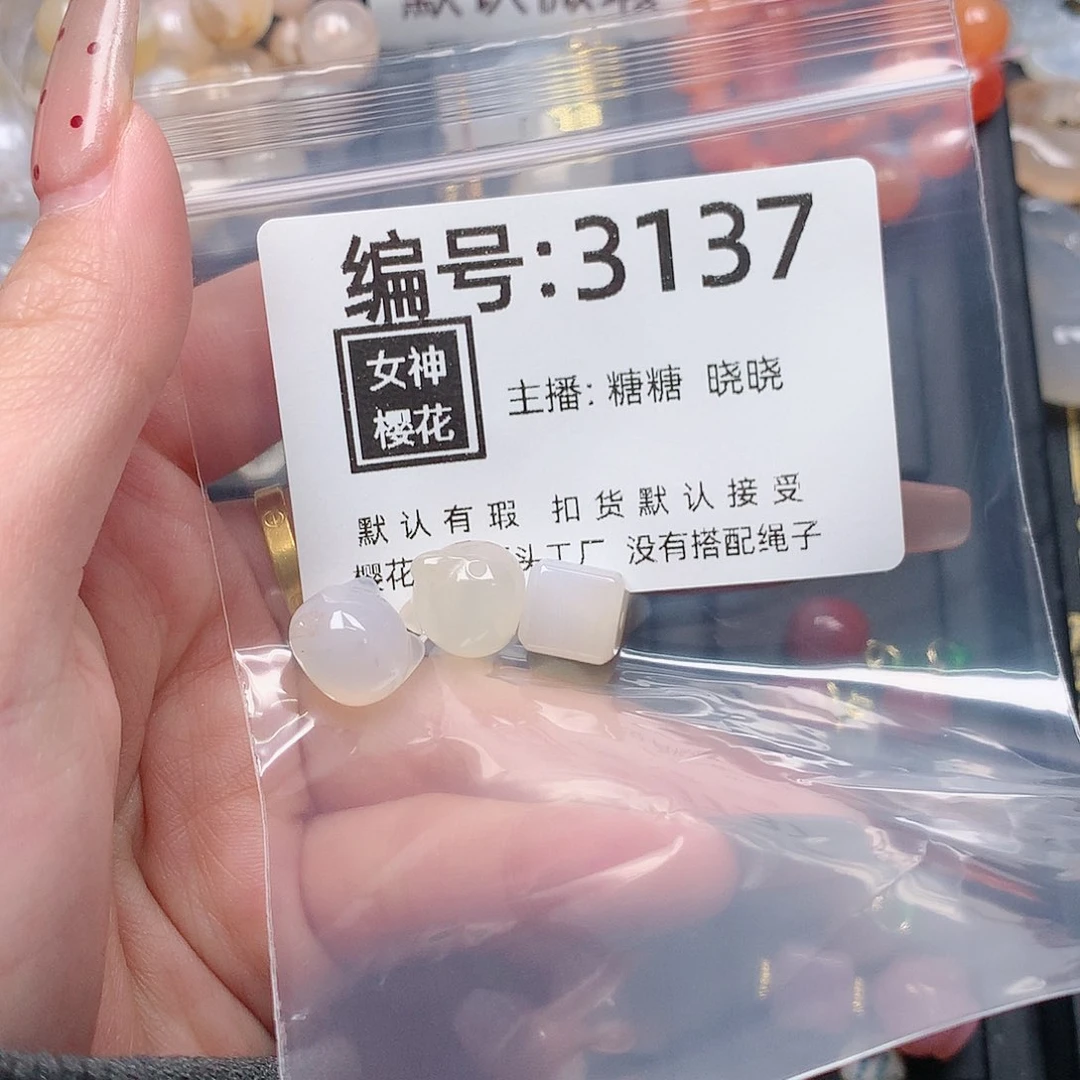 编号:3137
女神
樱花
主播: 糖糖 晓晓
默认有瑕 扣货默认接受
樱花 头工厂 没有搭配绳子